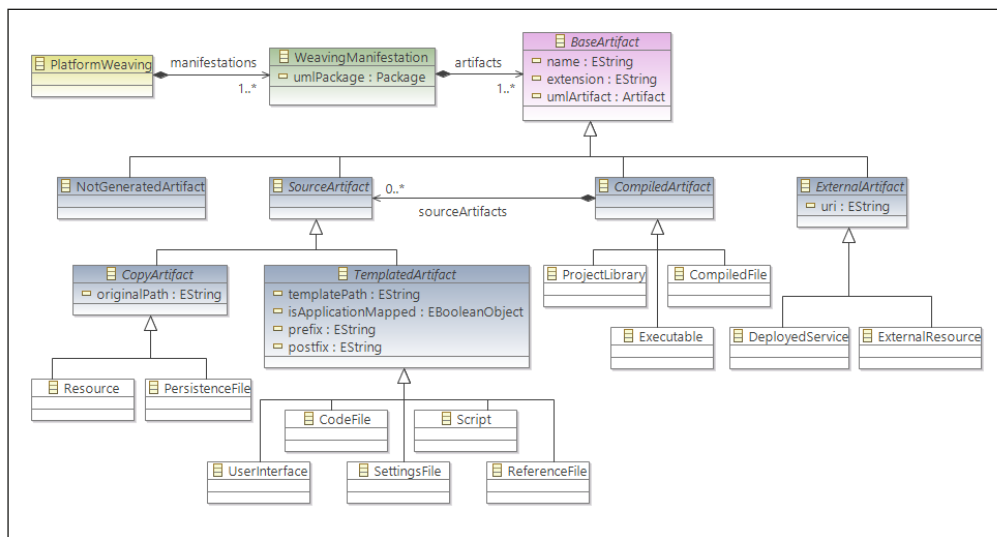 BaseArtifact
name : EString
extension : EString
umlArtifact : Artifact
PlatformWeaving
manifestations
1..*
WeavingManifestation
umlPackage : Package
artifacts
1..*
NotGeneratedArtifact
SourceArtifact
0..*
sourceArtifacts
CompiledArtifact
ExternalArtifact
uri : EString
CopyArtifact
originalPath : EString
TemplatedArtifact
templatePath : EString
isApplicationMapped : EBooleanObject
prefix : EString
postfix : EString
ProjectLibrary
CompiledFile
Executable
DeployedService
ExternalResource
Resource
PersistenceFile
CodeFile
Script
UserInterface
SettingsFile
ReferenceFile